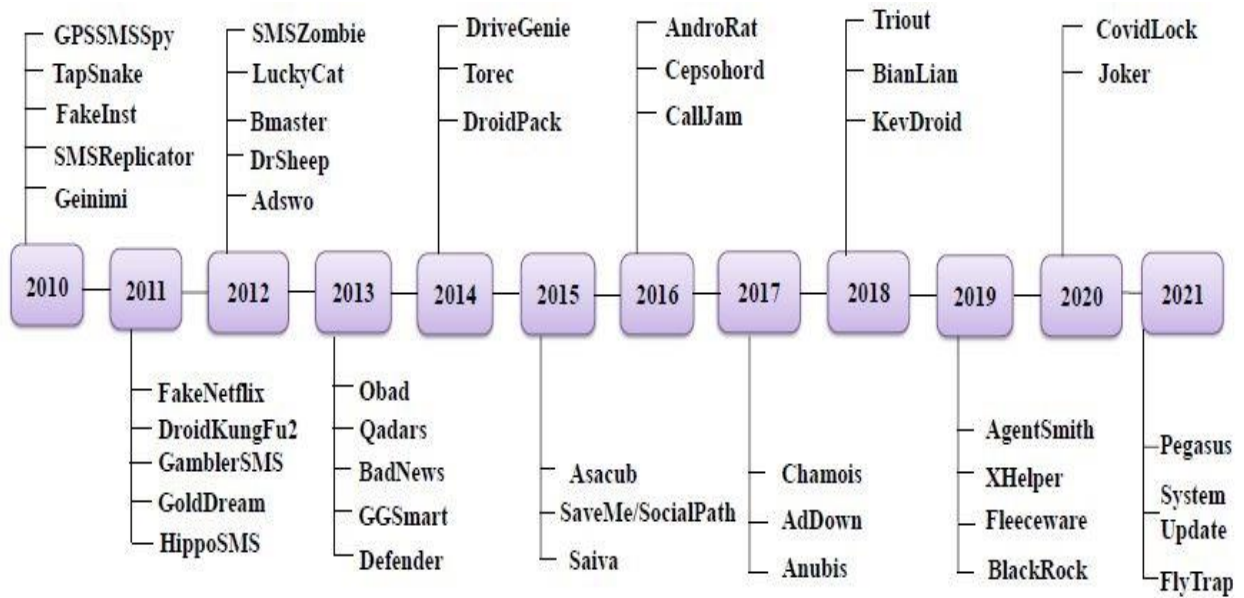 GPSSMSSpy
TapSnake
FakeInst
SMSReplicator
Geinimi
SMSZombie
LuckyCat
Bmaster
DrSheep
Adswo
DriveGenie
Torec
DroidPack
AndroRat
Cepsohord
CallJam
Triout
BianLian
KevDroid
CovidLock
Joker
2010
2011
2012
2013
2014
2015
2016
2017
2018
2019
2020
2021
FakeNetflix
DroidKungFu2
GamblerSMS
GoldDream
HippoSMS
Obad
Qadars
BadNews
GGSmart
Defender
Asacub
SaveMe/SocialPath
Saiva
Chamois
AdDown
Anubis
AgentSmith
XHelper
Fleeceware
BlackRock
Pegasus
System
Update
FlyTrap